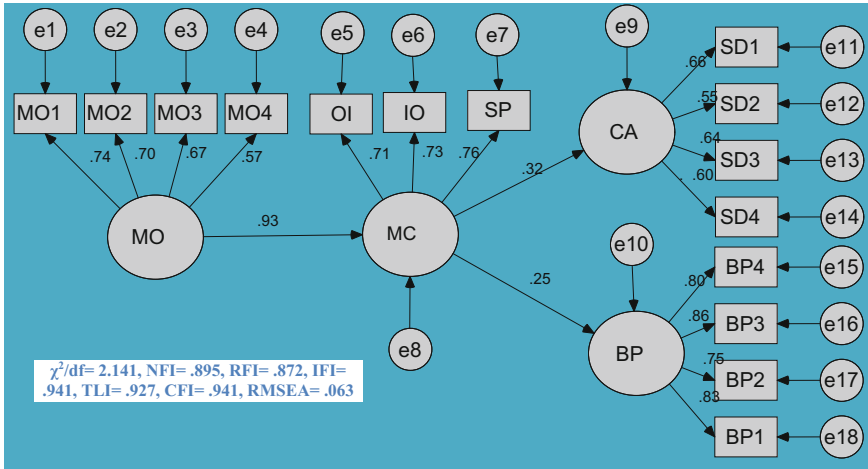 e1 e2 e3 e4 e5 e6 e7 e9
MO1 MO2 MO3 MO4 OI IO SP
.74 .70 .67 .57 .71 .73 .76
MO .93 MC
e8
.32 CA
.25 BP
e10
.66 SD1 e11
.55 SD2 e12
.64 SD3 e13
.60 SD4 e14
.80 BP4 e15
.86 BP3 e16
.75 BP2 e17
.83 BP1 e18
χ²/df= 2.141, NFI= .895, RFI= .872, IFI=
.941, TLI= .927, CFI= .941, RMSEA= .063